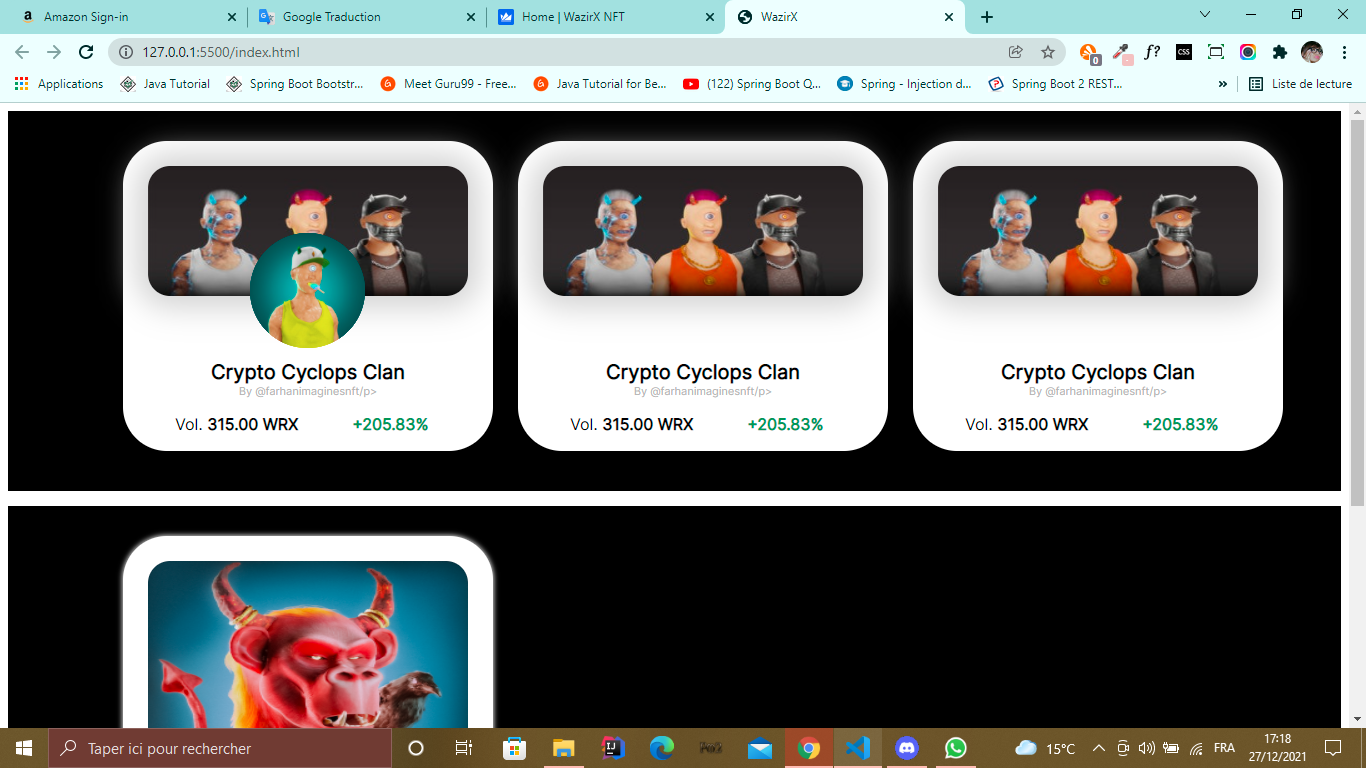 Amazon Sign-in
Google Traduction
Home | WazirX NFT
WazirX
127.0.0.1:5500/index.html
0
f?
CSS
Applications
Java Tutorial
Spring Boot Bootstr...
Meet Guru99 - Free...
Java Tutorial for Be...
(122) Spring Boot Q...
Spring - Injection d...
Spring Boot 2 REST...
»
Liste de lecture
Crypto Cyclops Clan
By @farhanimaginesnft/p>
Vol. 315.00 WRX +205.83%
Crypto Cyclops Clan
By @farhanimaginesnft/p>
Vol. 315.00 WRX +205.83%
Crypto Cyclops Clan
By @farhanimaginesnft/p>
Vol. 315.00 WRX +205.83%
Taper ici pour rechercher
15°C
FRA
17:18
27/12/2021